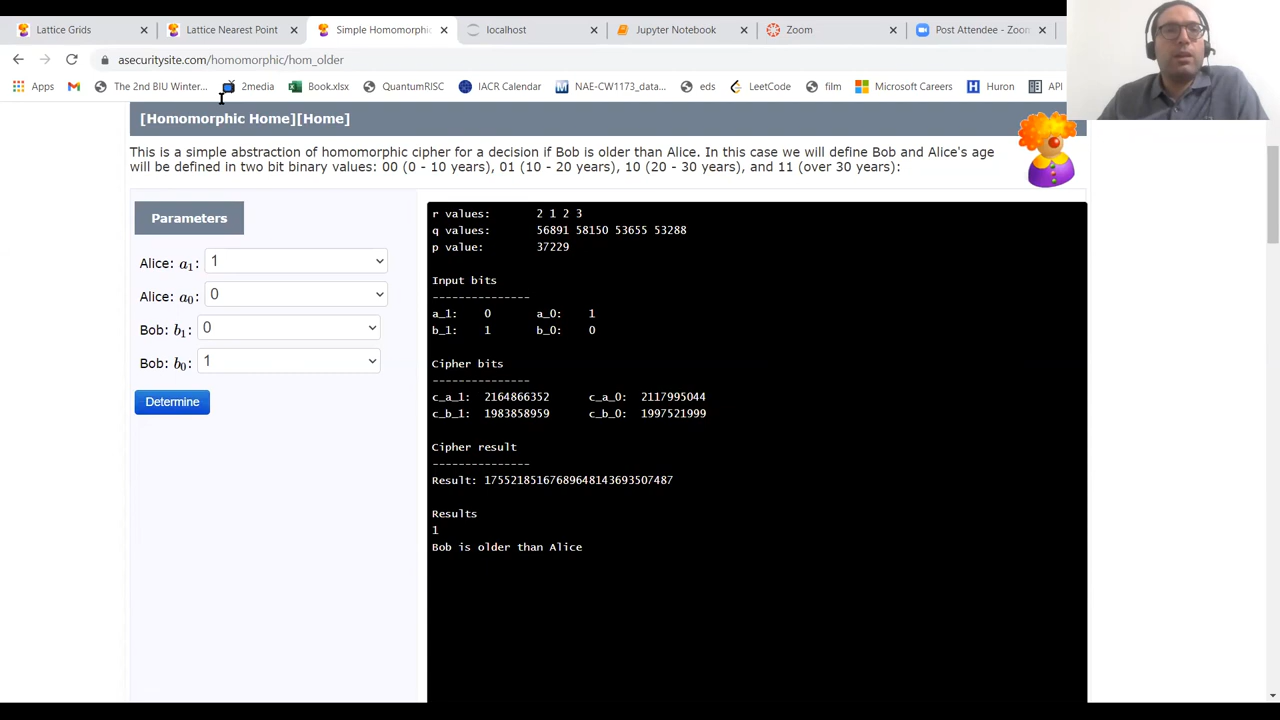 Lattice Grids
Lattice Nearest Point
Simple Homomorphic
localhost
Jupyter Notebook
Zoom
Post Attendee - Zoom
asecuritysite.com/homomorphic/hom_older
Apps
The 2nd BIU Winter...
2media
Book.xlsx
QuantumRISC
IACR Calendar
NAE-CW1173_data...
eds
LeetCode
film
Microsoft Careers
Huron
API
[Homomorphic Home][Home]
This is a simple abstraction of homomorphic cipher for a decision if Bob is older than Alice. In this case we will define Bob and Alice's age
will be defined in two bit binary values: 00 (0 - 10 years), 01 (10 - 20 years), 10 (20 - 30 years), and 11 (over 30 years):
Parameters
Alice: a1: 1
Alice: a0: 0
Bob: b1: 0
Bob: b0: 1
Determine
r values: 2 1 2 3
q values: 56891 58150 53655 53288
p value: 37229
Input bits
---------------
a_1: 0 a_0: 1
b_1: 1 b_0: 0
Cipher bits
---------------
c_a_1: 2164866352 c_a_0: 2117995044
c_b_1: 1983858959 c_b_0: 1997521999
Cipher result
---------------
Result: 17552185167689648143693507487
Results
1
Bob is older than Alice